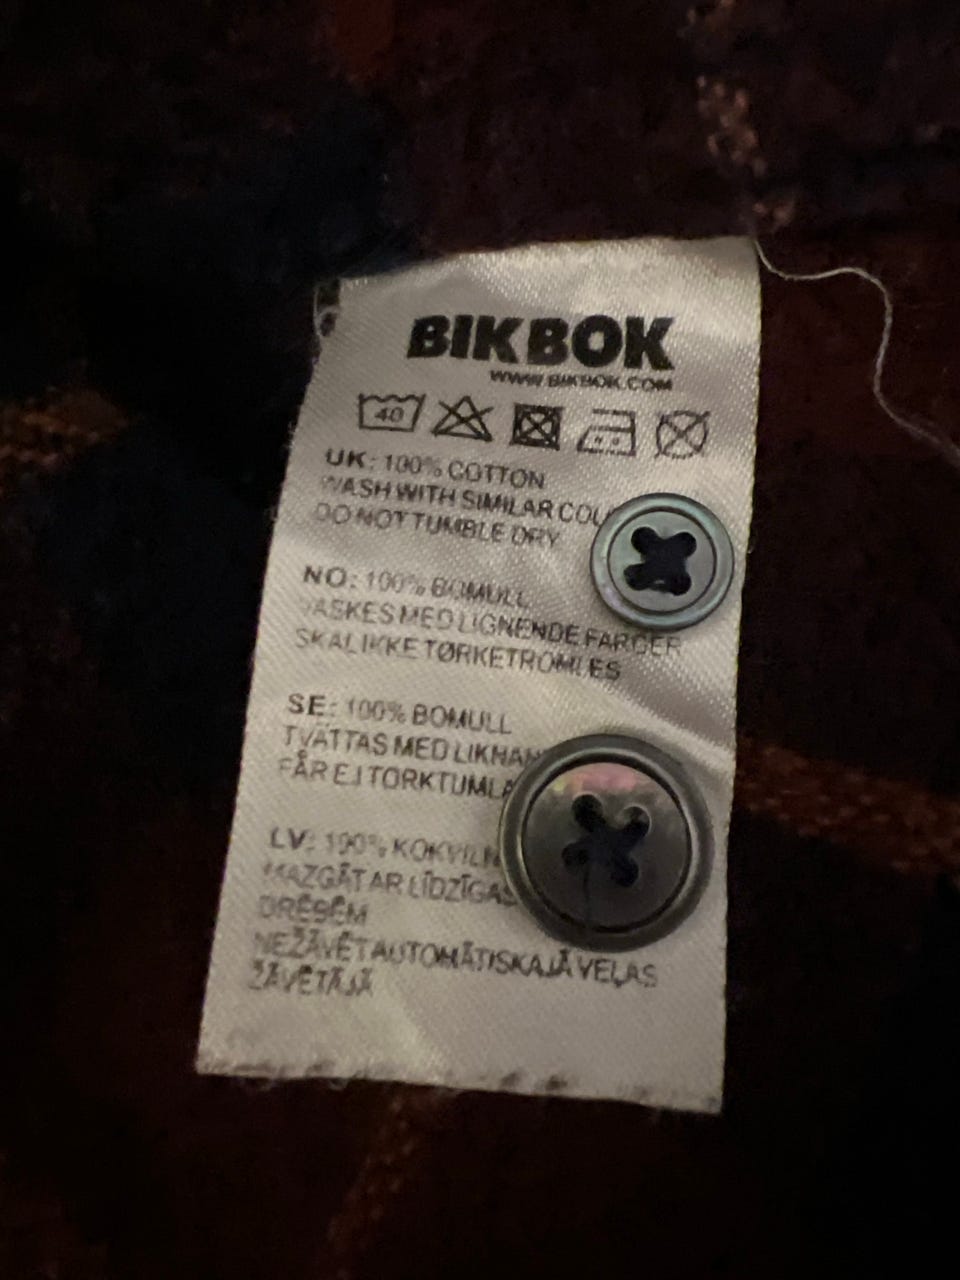 BIKBOK
WWW.BIKBOK.COM
40
UK: 100% COTTON
WASH WITH SIMILAR
DO NOT TUMBLE DRY
NO: 100% BOMULL
VASKES MED LIGNENDE FARGER
SKAL IKKE TØRKETROMLES
SE: 100% BOMULL
TVÄTTAS MED
FÅR EJ
LV: 100%
MAZGĀT AR
DRĒBĒM
NEŽĀVĒT AUTOMĀTISKAJĀ VEĻAS
ŽĀVĒTĀJĀ